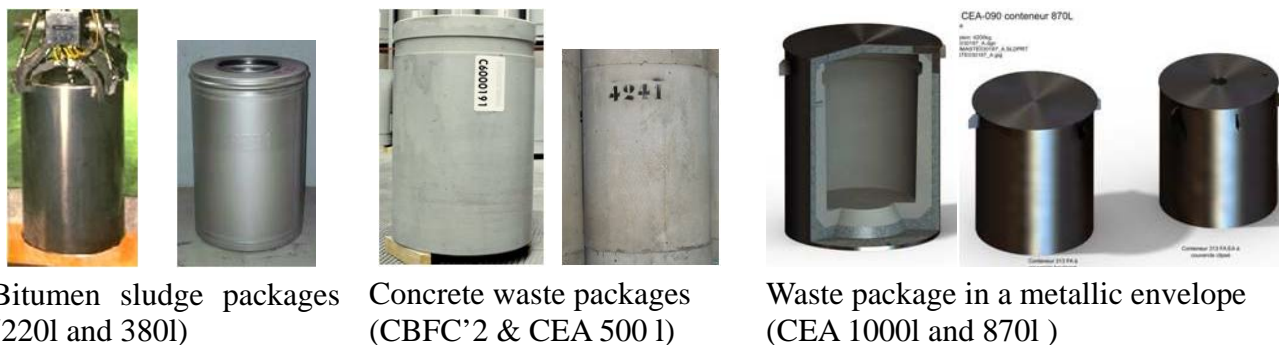 CEA-090 conteneur 870L
C6000191
4241
Bitumen sludge packages
220l and 380l)
Concrete waste packages
(CBFC’2 & CEA 500 l)
Waste package in a metallic envelope
(CEA 1000l and 870l )